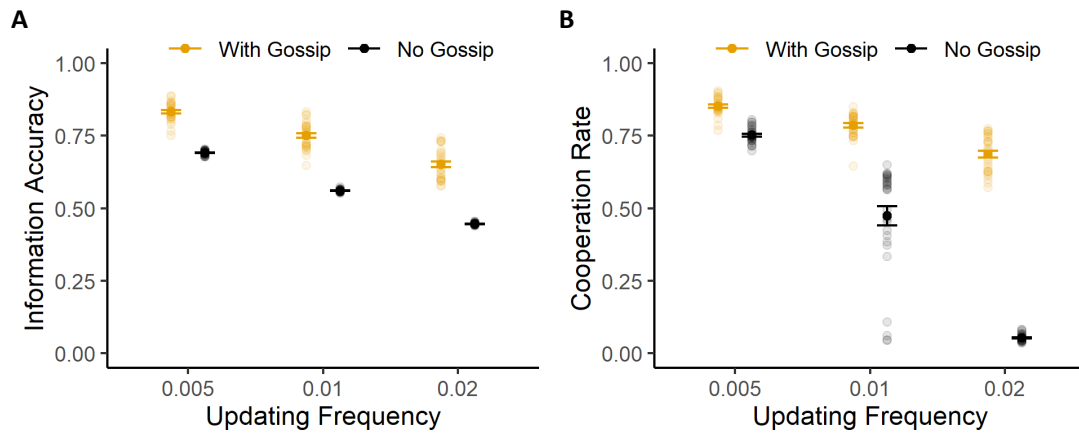 A
With Gossip No Gossip
Information Accuracy
1.00
0.75
0.50
0.25
0.00
0.005 0.01 0.02
Updating Frequency
B
With Gossip No Gossip
Cooperation Rate
1.00
0.75
0.50
0.25
0.00
0.005 0.01 0.02
Updating Frequency